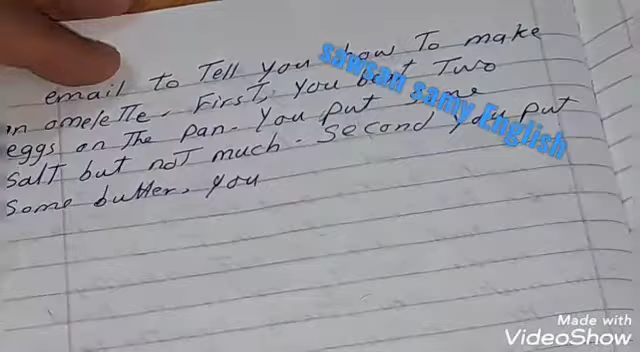 email to Tell you how To make
an omeleTTe. FirsT, you beat Two
eggs on The pan. You put some
salT but noT much. Second you put
some butter, you
sawsan samy English
Made with
VideoShow